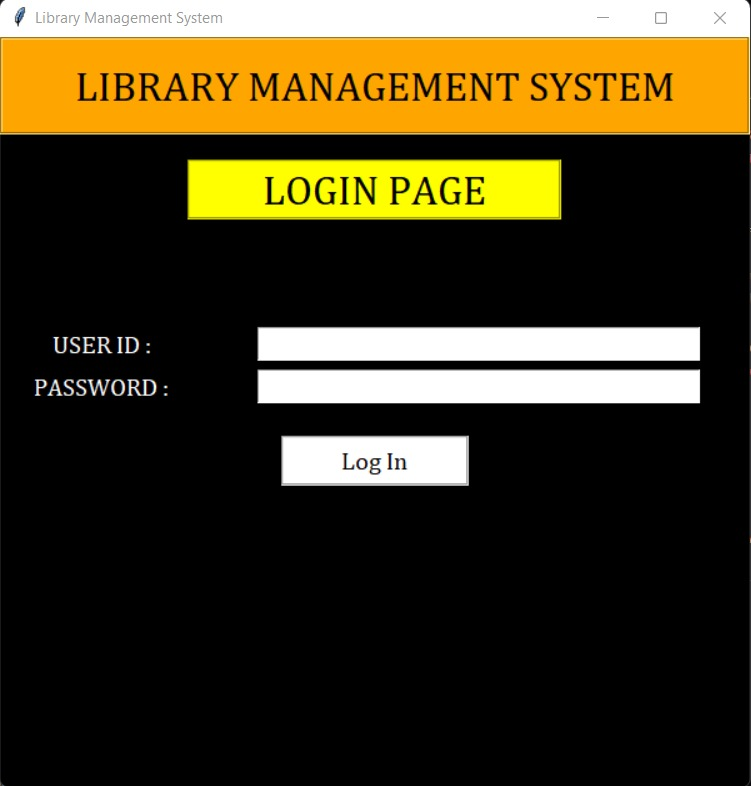 Library Management System
LIBRARY MANAGEMENT SYSTEM
LOGIN PAGE
USER ID :
PASSWORD :
Log In